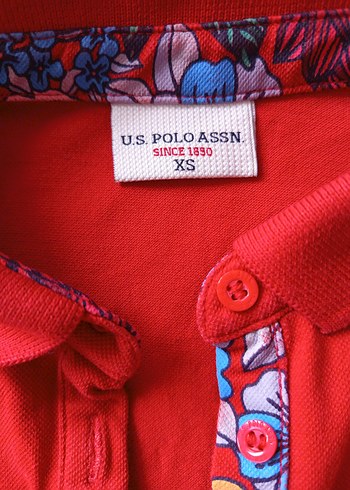 U.S. POLO ASSN.
SINCE 1890
XS